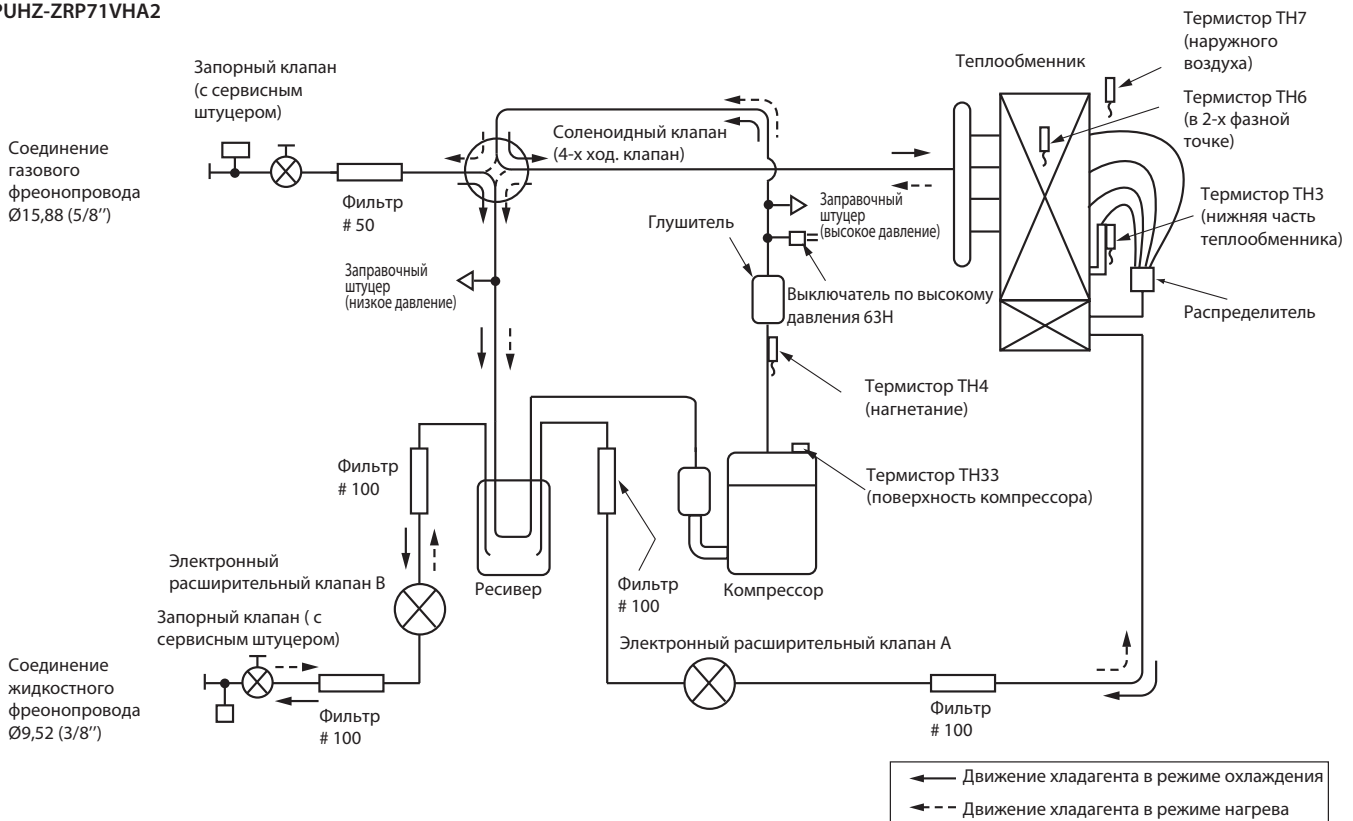 PUHZ-ZRP71VHA2
Термистор TH7
(наружного
воздуха)
Теплообменник
Запорный клапан
(с сервисным
штуцером)
Термистор TH6
(в 2-х фазной
точке)
Соленоидный клапан
(4-х ход. клапан)
Соединение
газового
фреонопровода
Ø15,88 (5/8’’)
Фильтр
# 50
Термистор TH3
(нижняя часть
теплообменника)
Заправочный
штуцер
(высокое давление)
Глушитель
Заправочный
штуцер
(низкое давление)
Выключатель по высокому
давления 63H
Распределитель
Термистор TH4
(нагнетание)
Фильтр
# 100
Термистор TH33
(поверхность компрессора)
Электронный
расширительный клапан B
Ресивер
Фильтр
# 100
Компрессор
Запорный клапан ( с
сервисным штуцером)
Электронный расширительный клапан A
Соединение
жидкостного
фреонопровода
Ø9,52 (3/8’’)
Фильтр
# 100
Фильтр
# 100
Движение хладагента в режиме охлаждения
Движение хладагента в режиме нагрева